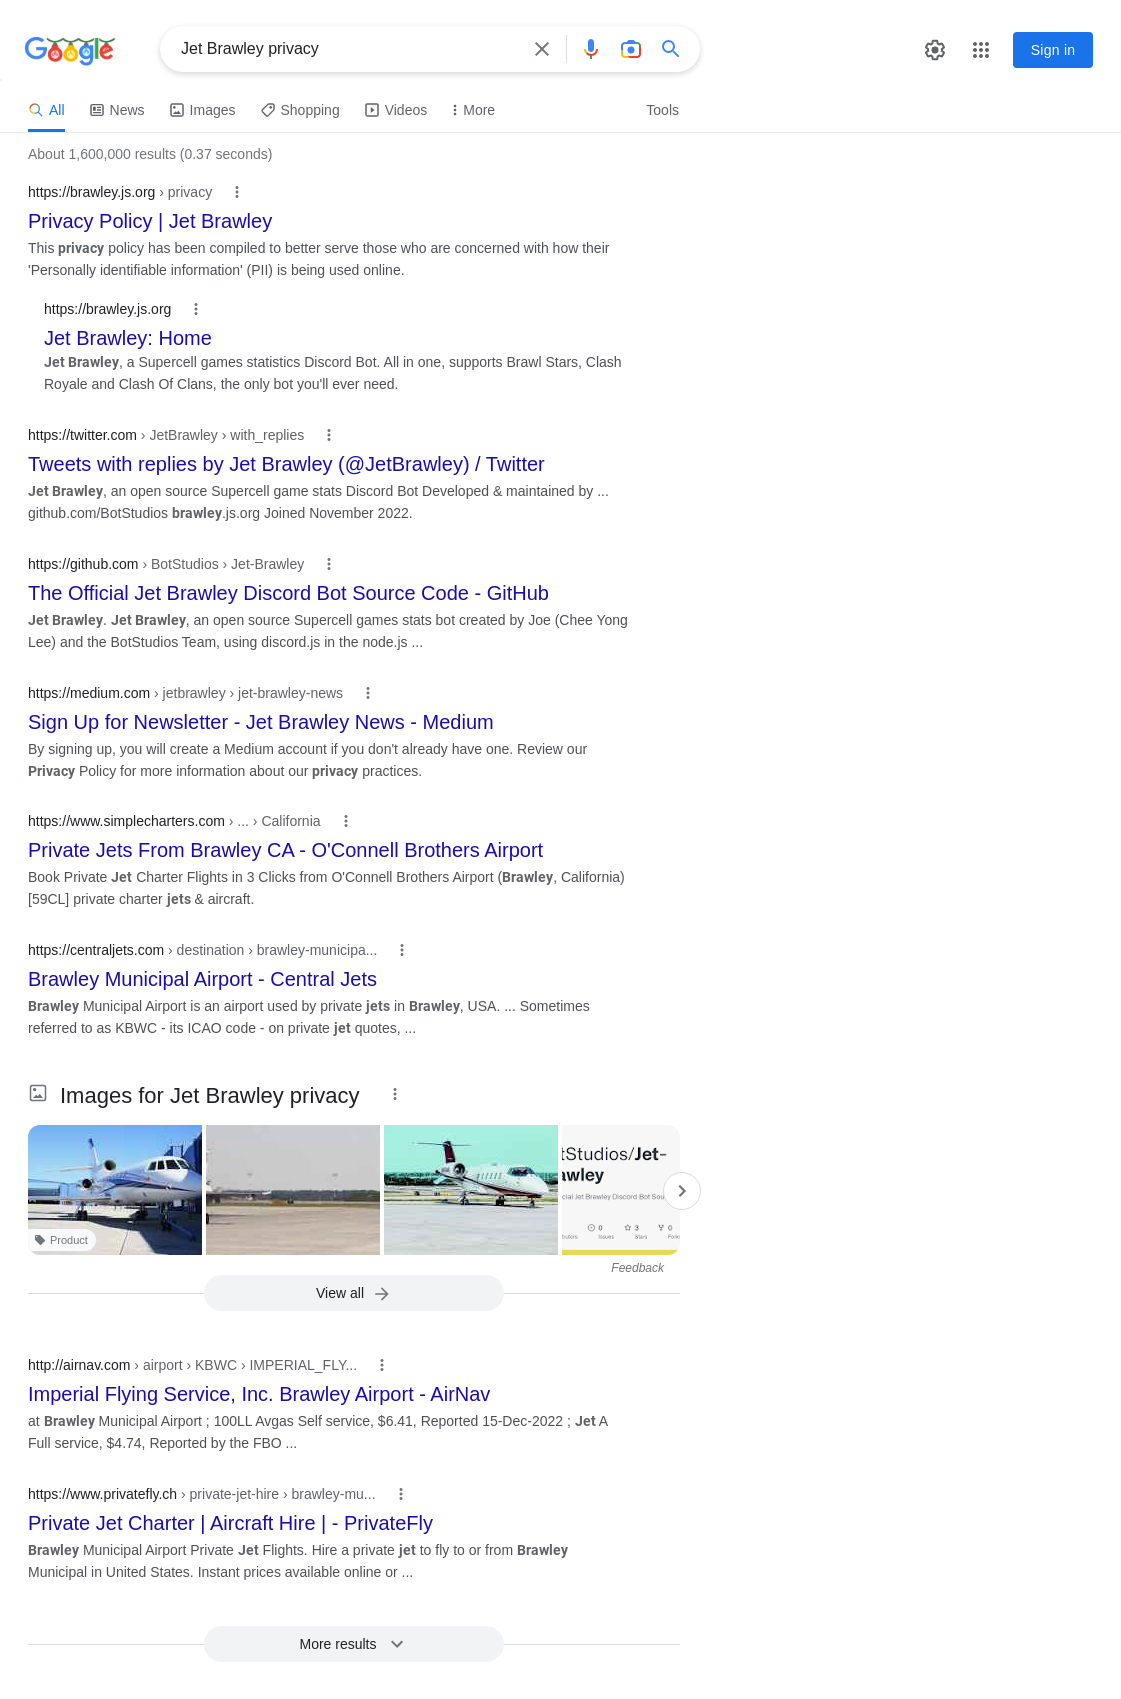 Google
Jet Brawley privacy
Sign in
All
News
Images
Shopping
Videos
More
Tools
About 1,600,000 results (0.37 seconds)
https://brawley.js.org › privacy
Privacy Policy | Jet Brawley
This privacy policy has been compiled to better serve those who are concerned with how their
'Personally identifiable information' (PII) is being used online.
https://brawley.js.org
Jet Brawley: Home
Jet Brawley, a Supercell games statistics Discord Bot. All in one, supports Brawl Stars, Clash
Royale and Clash Of Clans, the only bot you'll ever need.
https://twitter.com › JetBrawley › with_replies
Tweets with replies by Jet Brawley (@JetBrawley) / Twitter
Jet Brawley, an open source Supercell game stats Discord Bot Developed & maintained by ...
github.com/BotStudios brawley.js.org Joined November 2022.
https://github.com › BotStudios › Jet-Brawley
The Official Jet Brawley Discord Bot Source Code - GitHub
Jet Brawley. Jet Brawley, an open source Supercell games stats bot created by Joe (Chee Yong
Lee) and the BotStudios Team, using discord.js in the node.js ...
https://medium.com › jetbrawley › jet-brawley-news
Sign Up for Newsletter - Jet Brawley News - Medium
By signing up, you will create a Medium account if you don't already have one. Review our
Privacy Policy for more information about our privacy practices.
https://www.simplecharters.com › ... › California
Private Jets From Brawley CA - O'Connell Brothers Airport
Book Private Jet Charter Flights in 3 Clicks from O'Connell Brothers Airport (Brawley, California)
[59CL] private charter jets & aircraft.
https://centraljets.com › destination › brawley-municipa...
Brawley Municipal Airport - Central Jets
Brawley Municipal Airport is an airport used by private jets in Brawley, USA. ... Sometimes
referred to as KBWC - its ICAO code - on private jet quotes, ...
Images for Jet Brawley privacy
Product
tStudios/Jet-
awley
cial Jet Brawley Discord Bot Sou
0
3
0
butors
Issues
Stars
Forks
Feedback
View all
http://airnav.com › airport › KBWC › IMPERIAL_FLY...
Imperial Flying Service, Inc. Brawley Airport - AirNav
at Brawley Municipal Airport ; 100LL Avgas Self service, $6.41, Reported 15-Dec-2022 ; Jet A
Full service, $4.74, Reported by the FBO ...
https://www.privatefly.ch › private-jet-hire › brawley-mu...
Private Jet Charter | Aircraft Hire | - PrivateFly
Brawley Municipal Airport Private Jet Flights. Hire a private jet to fly to or from Brawley
Municipal in United States. Instant prices available online or ...
More results